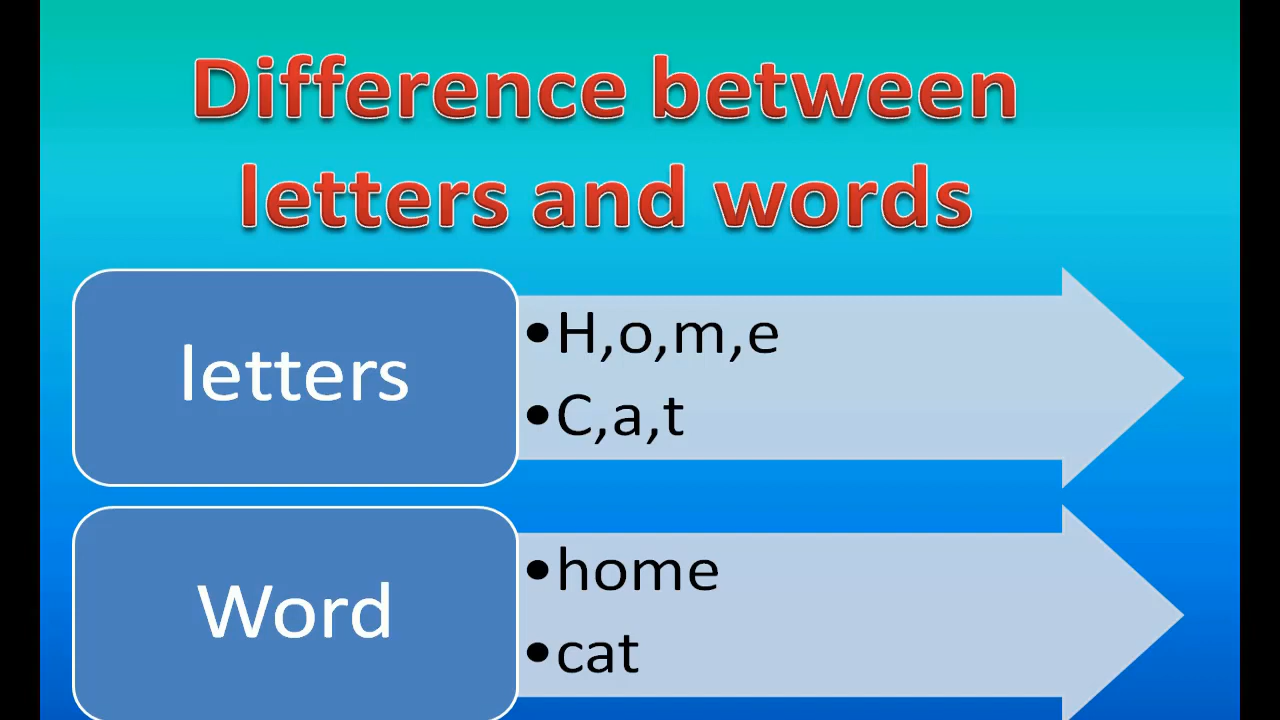 Difference between
letters and words
letters
•H,o,m,e
•C,a,t
Word
•home
•cat